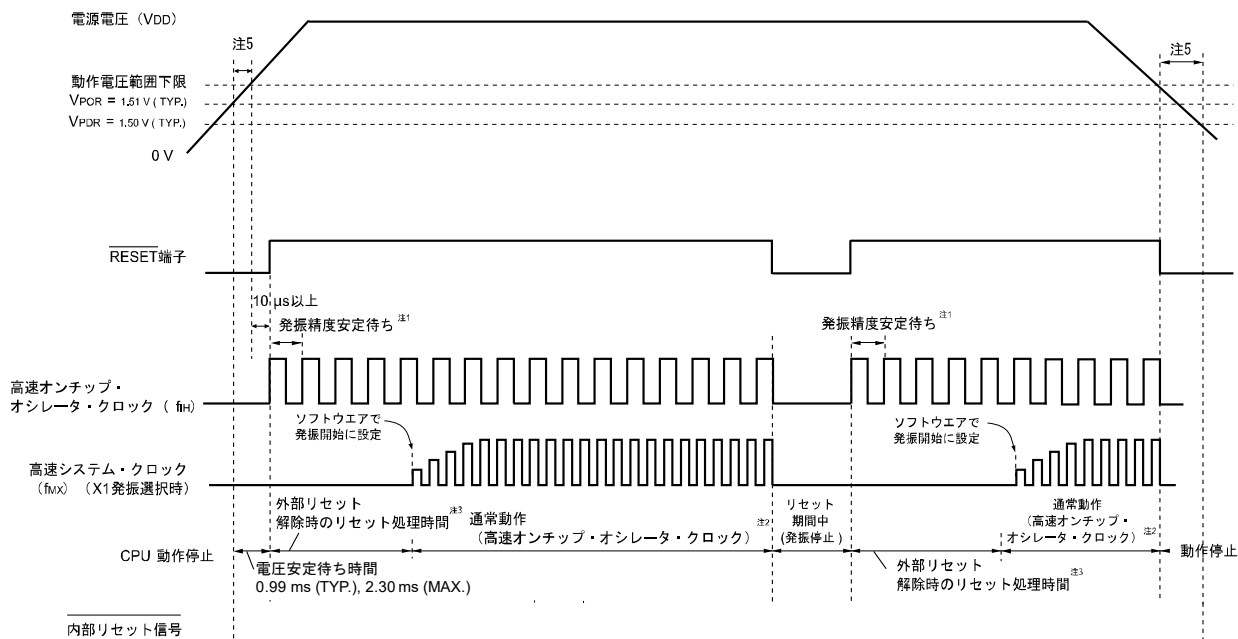 電源電圧（VDD）
注5
注5
動作電圧範囲下限
VPOR = 1.51 V ( TYP.)
VPDR = 1.50 V ( TYP.)
0 V
RESET端子
10 μs以上
発振精度安定待ち 注1
発振精度安定待ち 注1
高速オンチップ・
オシレータ・クロック（ fIH）
ソフトウエアで
発振開始に設定
ソフトウエアで
発振開始に設定
高速システム・クロック
（fMX）（X1発振選択時）
外部リセット
解除時のリセット処理時間 注3
通常動作
（高速オンチップ・オシレータ・クロック） 注2
リセット
期間中
(発振停止)
通常動作
（高速オンチップ・
オシレータ・クロック） 注2
CPU 動作停止
動作停止
電圧安定待ち時間
0.99 ms (TYP.), 2.30 ms (MAX.)
外部リセット
解除時のリセット処理時間 注3
内部リセット信号